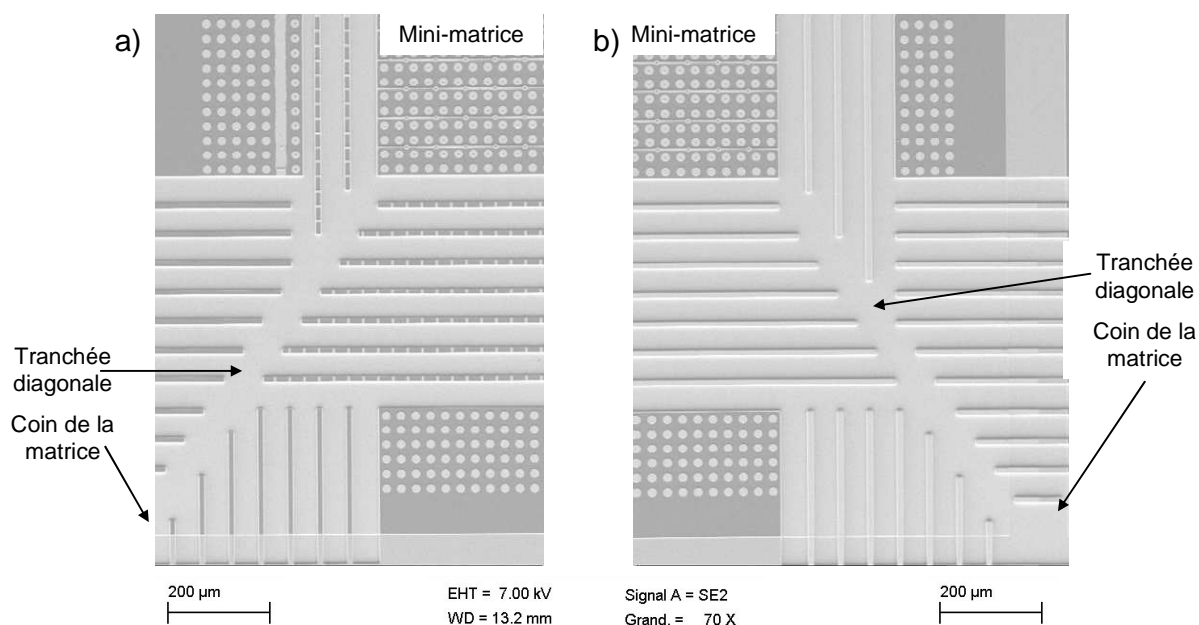 a)
Mini-matrice
b)
Mini-matrice
Tranchée
diagonale
Coin de la
matrice
Tranchée
diagonale
Coin de la
matrice
200 µm
EHT = 7.00 kV
WD = 13.2 mm
Signal A = SE2
Grand. = 70 X
200 µm